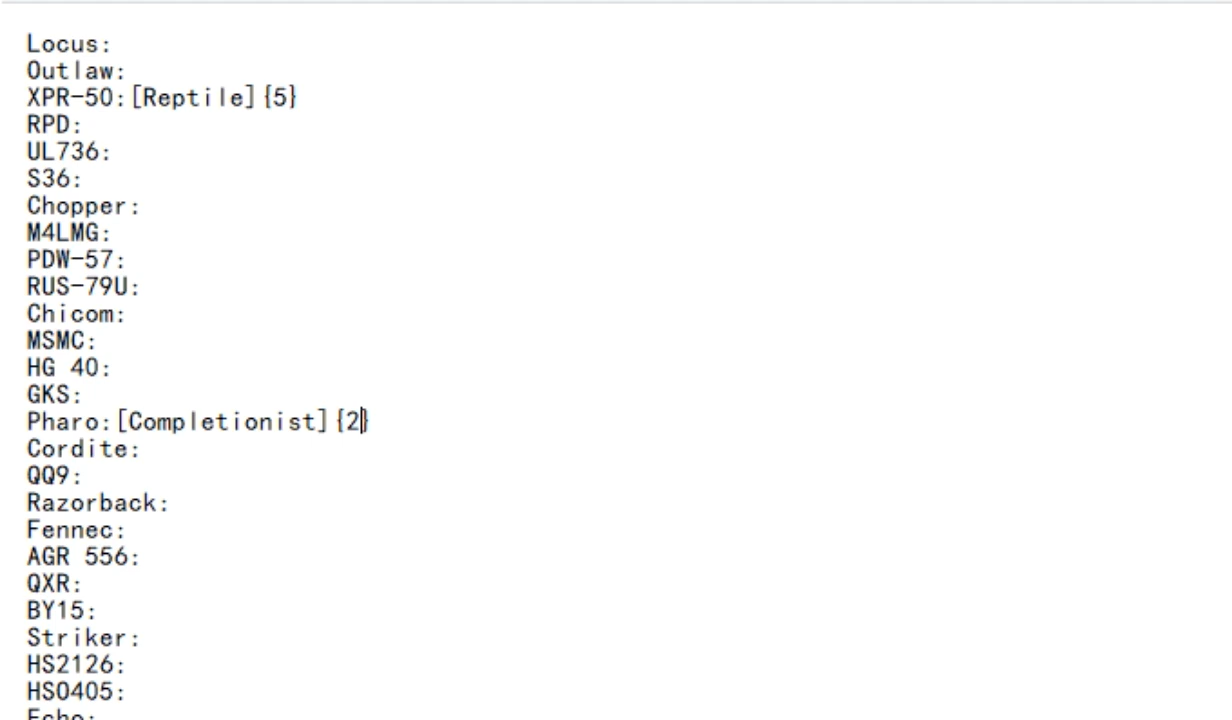 Locus:
Outlaw:
XPR-50:[Reptile]{5}
RPD:
UL736:
S36:
Chopper:
M4LMG:
PDW-57:
RUS-79U:
Chicom:
MSMC:
HG 40:
GKS:
Pharo:[Completionist]{2}
Cordite:
QQ9:
Razorback:
Fennec:
AGR 556:
QXR:
BY15:
Striker:
HS2126:
HS0405:
Echo: